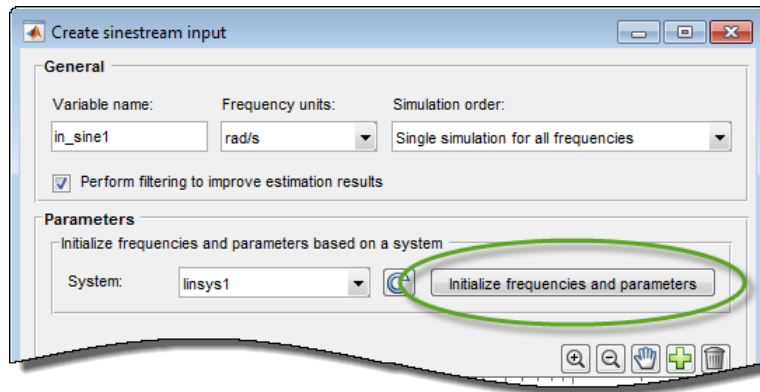 Create sinestream input
General
Variable name: Frequency units: Simulation order:
in_sine1 rad/s Single simulation for all frequencies
Perform filtering to improve estimation results
Parameters
Initialize frequencies and parameters based on a system
System: linsys1 Initialize frequencies and parameters